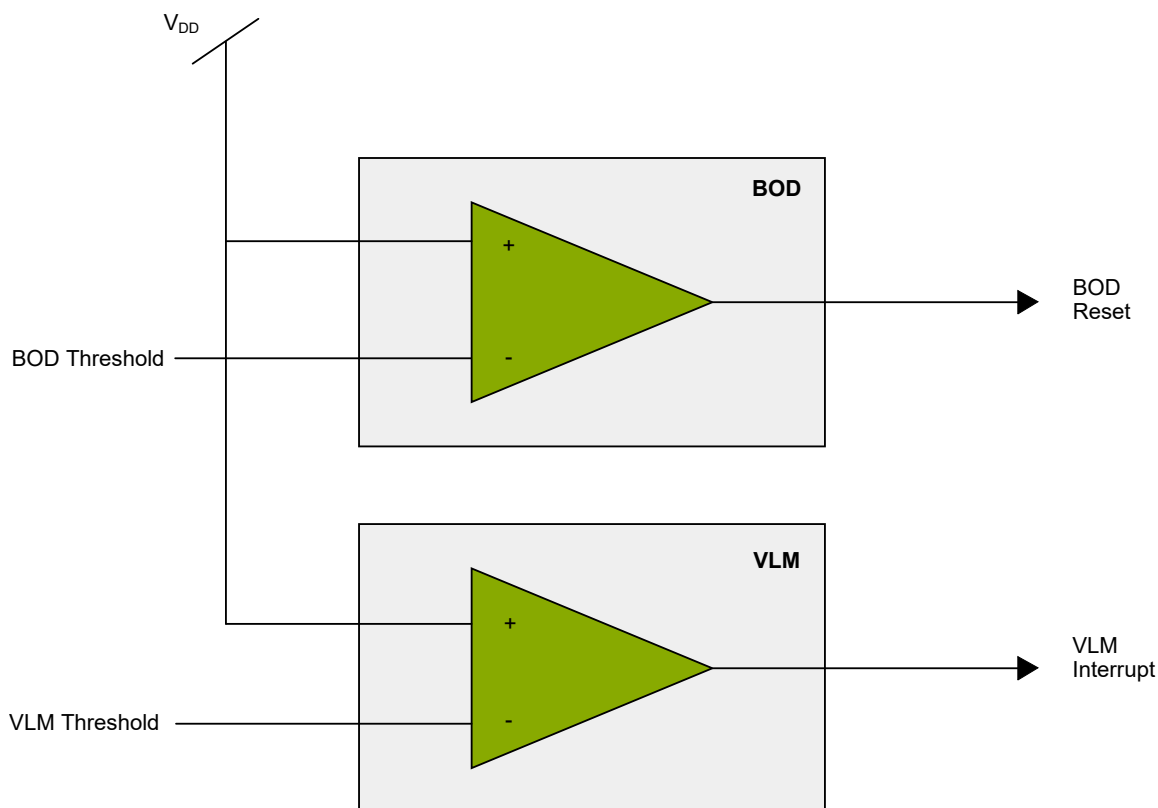 VDD
BOD
+
BOD
Reset
BOD Threshold
-
VLM
+
VLM
Interrupt
VLM Threshold
-